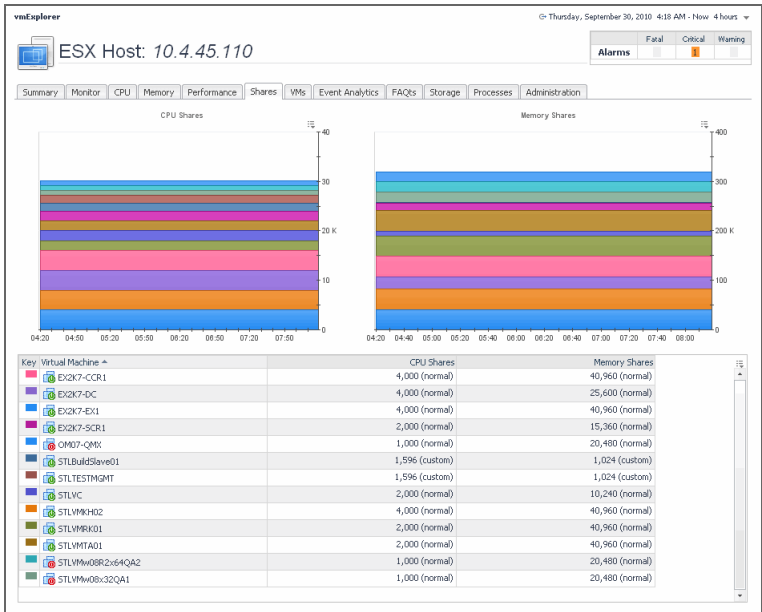 vmExplorer
Thursday, September 30, 2010 4:18 AM - Now 4 hours
ESX Host: 10.4.45.110
Fatal Critical Warning
Alarms 1
Summary Monitor CPU Memory Performance Shares VMs Event Analytics FAQts Storage Processes Administration
CPU Shares
40
30
20 K
10
0
04:20 04:50 05:20 05:50 06:20 06:50 07:20 07:50
Memory Shares
400
300
200 K
100
0
04:20 04:40 05:00 05:20 05:40 06:00 06:20 06:40 07:00 07:20 07:40 08:00
Key Virtual Machine CPU Shares Memory Shares
EX2K7-CCR1 4,000 (normal) 40,960 (normal)
EX2K7-DC 4,000 (normal) 25,600 (normal)
EX2K7-EX1 4,000 (normal) 40,960 (normal)
EX2K7-SCR1 2,000 (normal) 15,360 (normal)
OM07-QMX 1,000 (normal) 20,480 (normal)
STLBuildSlave01 1,596 (custom) 1,024 (custom)
STLTESTMGMT 1,596 (custom) 1,024 (custom)
STLVC 2,000 (normal) 10,240 (normal)
STLVMKH02 4,000 (normal) 40,960 (normal)
STLVMRK01 2,000 (normal) 40,960 (normal)
STLVMTA01 2,000 (normal) 40,960 (normal)
STLVMw08R2x64QA2 1,000 (normal) 20,480 (normal)
STLVMw08x32QA1 1,000 (normal) 20,480 (normal)